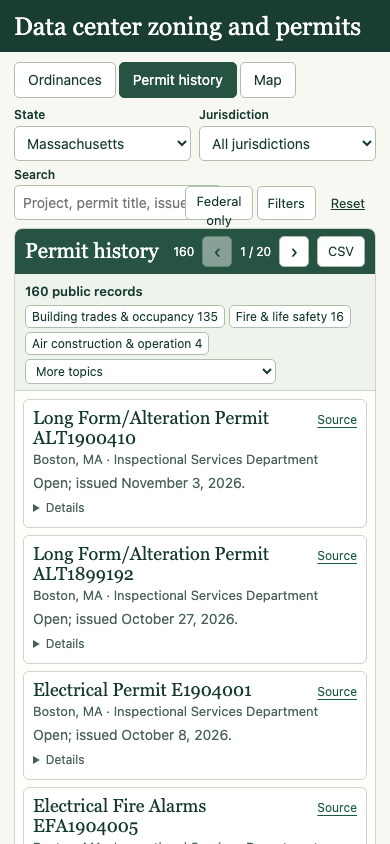 Data center zoning and permits
Ordinances
Permit history
Map
State
Jurisdiction
Massachusetts
All jurisdictions
Search
Project, permit title, issue
Federal only
Filters
Reset
Permit history
160
‹
1 / 20
›
CSV
160 public records
Building trades & occupancy 135
Fire & life safety 16
Air construction & operation 4
More topics
Long Form/Alteration Permit
ALT1900410
Source
Boston, MA · Inspectional Services Department
Open; issued November 3, 2026.
Details
Long Form/Alteration Permit
ALT1899192
Source
Boston, MA · Inspectional Services Department
Open; issued October 27, 2026.
Details
Electrical Permit E1904001
Source
Boston, MA · Inspectional Services Department
Open; issued October 8, 2026.
Details
Electrical Fire Alarms
EFA1904005
Source